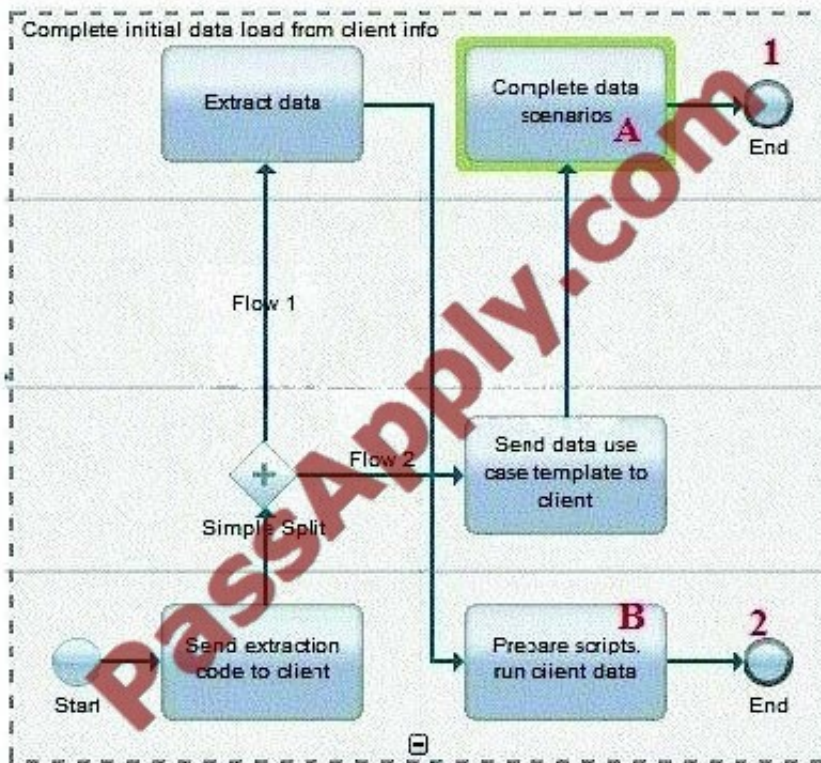 Complete initial data load from client info
Extract data
Complete data
scenarios
A
1
End
Flow 1
Flow 2
Simple Split
Send data use
case template to
client
Start
Send extraction
code to client
Prepare scripts.
run client data
B
2
End
PassApply.com